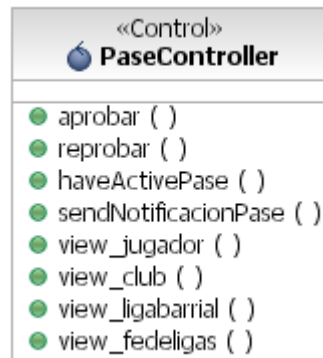 «Control»
PaseController
aprobar ( )
reprobar ( )
haveActivePase ( )
sendNotificacionPase ( )
view_jugador ( )
view_club ( )
view_ligabarrial ( )
view_fedeligas ( )